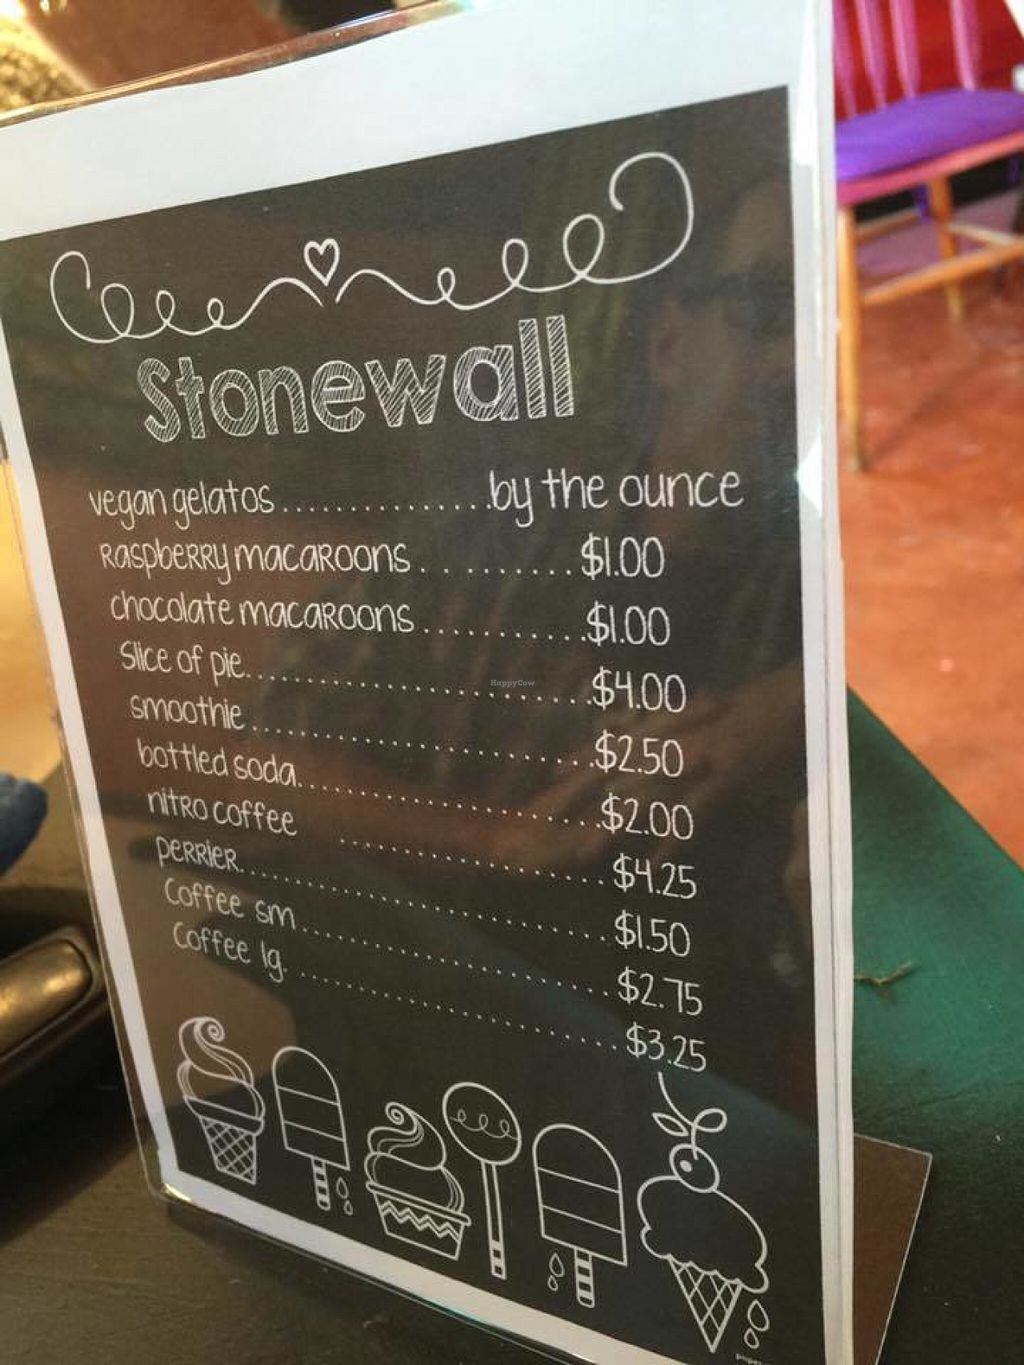 Stonewall
vegan gelatos...............by the ounce
Raspberry macaroons..........$1.00
chocolate macaroons............$1.00
Slice of pie..........................$4.00
smoothie..........................$2.50
bottled soda.......................$2.00
nitro coffee....................$4.25
perrier............................$1.50
Coffee sm.......................$2.75
Coffee lg.........................$3.25
HappyCow